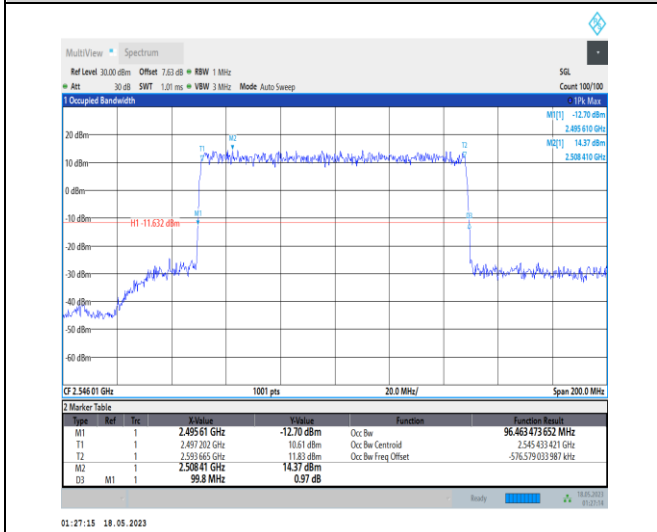 MultiView Spectrum
Ref Level 30.00 dBm Offset 7.63 dB RBW 1 MHz SGL
Att 30 dB SWT 1.01 ms VBW 3 MHz Mode Auto Sweep Count 100/100
1 Occupied Bandwidth 1Pk Max
M1[1] -12.70 dBm
2.495 610 GHz
M2[1] 14.37 dBm
2.508 410 GHz
20 dBm
M2
T1
T2
10 dBm
0 dBm
-10 dBm
M1
H1 -11.632 dBm
-20 dBm
-30 dBm
-40 dBm
-50 dBm
-60 dBm
CF 2.546 01 GHz 1001 pts 20.0 MHz/ Span 200.0 MHz
2 Marker Table
Type Ref Trc X-Value Y-Value Function Function Result
M1 1 2.495 61 GHz -12.70 dBm Occ Bw 96.463 473 652 MHz
T1 1 2.497 202 GHz 10.61 dBm Occ Bw Centroid 2.545 433 421 GHz
T2 1 2.593 665 GHz 11.83 dBm Occ Bw Freq Offset -576.579 033 987 kHz
M2 1 2.508 41 GHz 14.37 dBm
D3 M1 1 99.8 MHz 0.97 dB
Ready 18.05.2023
01:27:16
01:27:15 18.05.2023